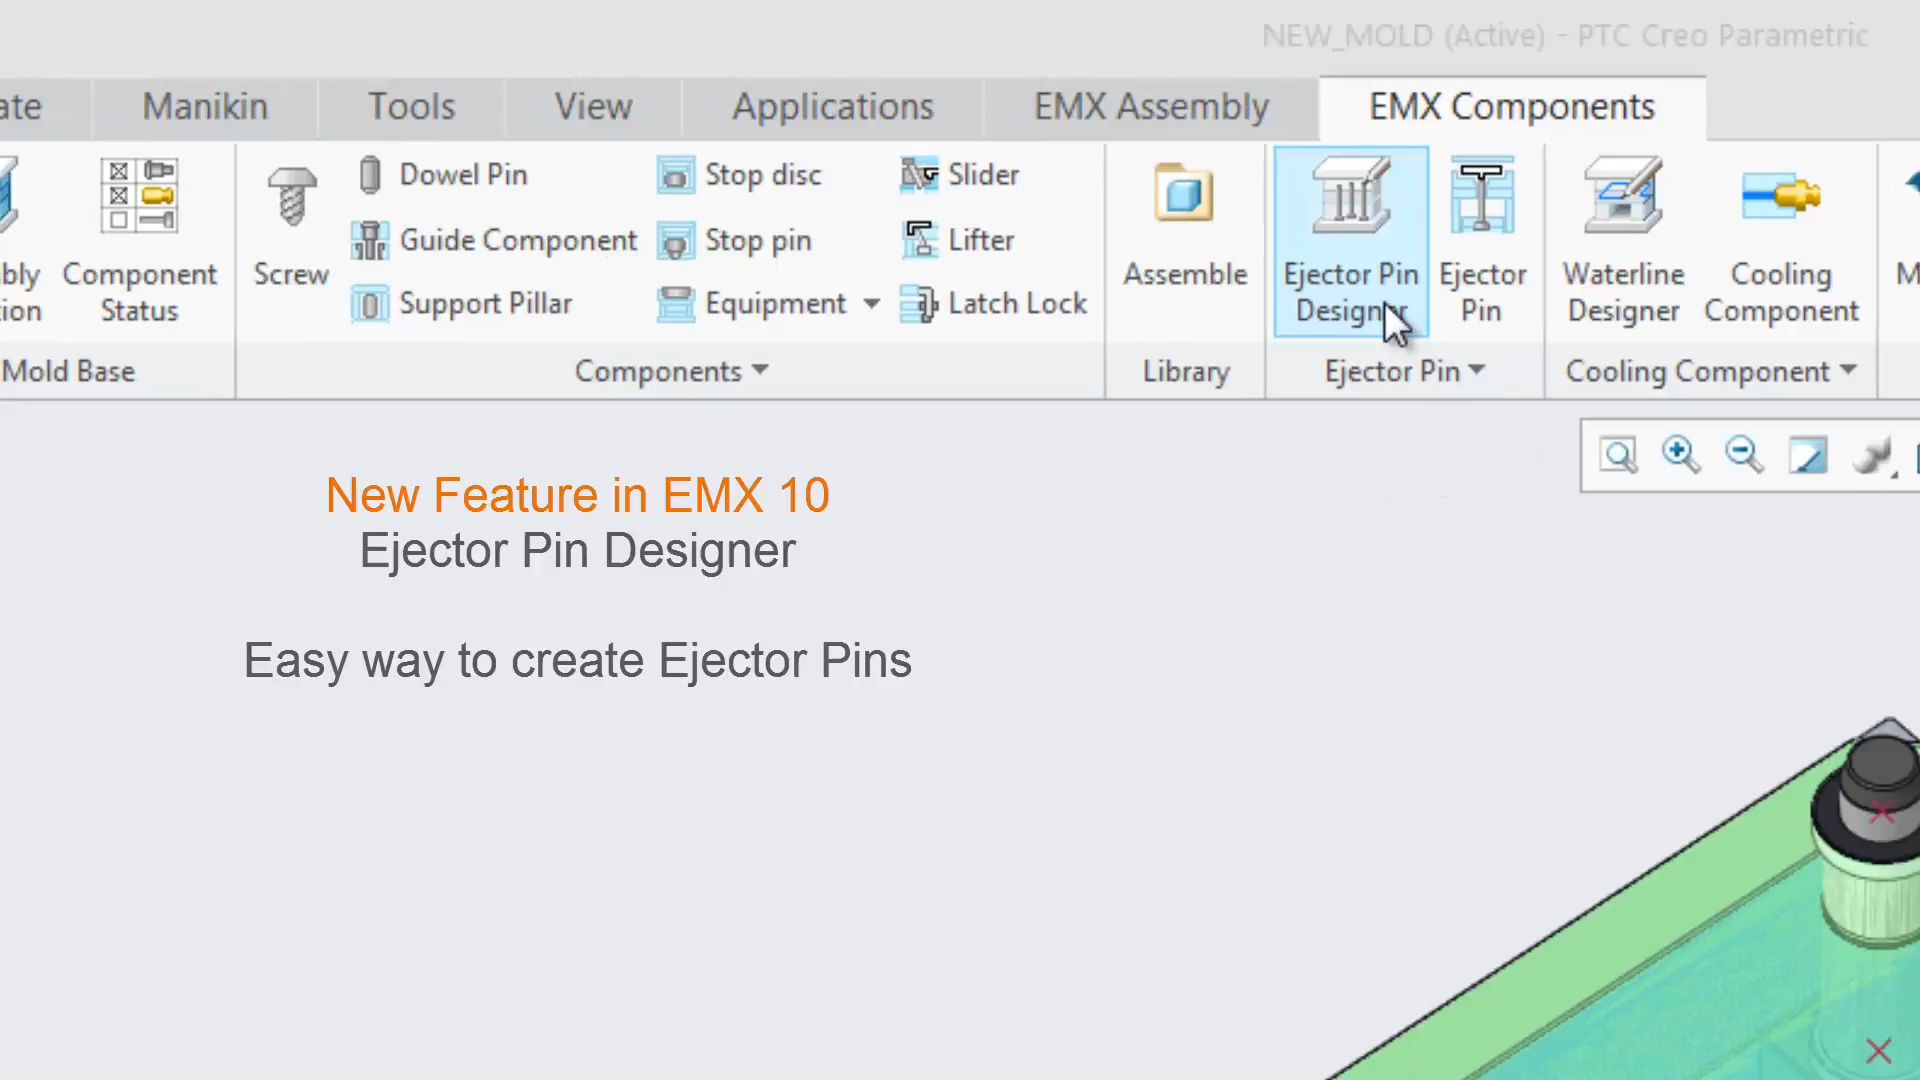 NEW_MOLD (Active) - PTC Creo Parametric
ate Manikin Tools View Applications EMX Assembly EMX Components
Dowel Pin Stop disc Slider
Guide Component Stop pin Lifter
bly Component Screw Assemble Ejector Pin Ejector Waterline Cooling M
ion Status Support Pillar Equipment Latch Lock Designer Pin Designer Component
Mold Base Components Library Ejector Pin Cooling Component
New Feature in EMX 10
Ejector Pin Designer
Easy way to create Ejector Pins